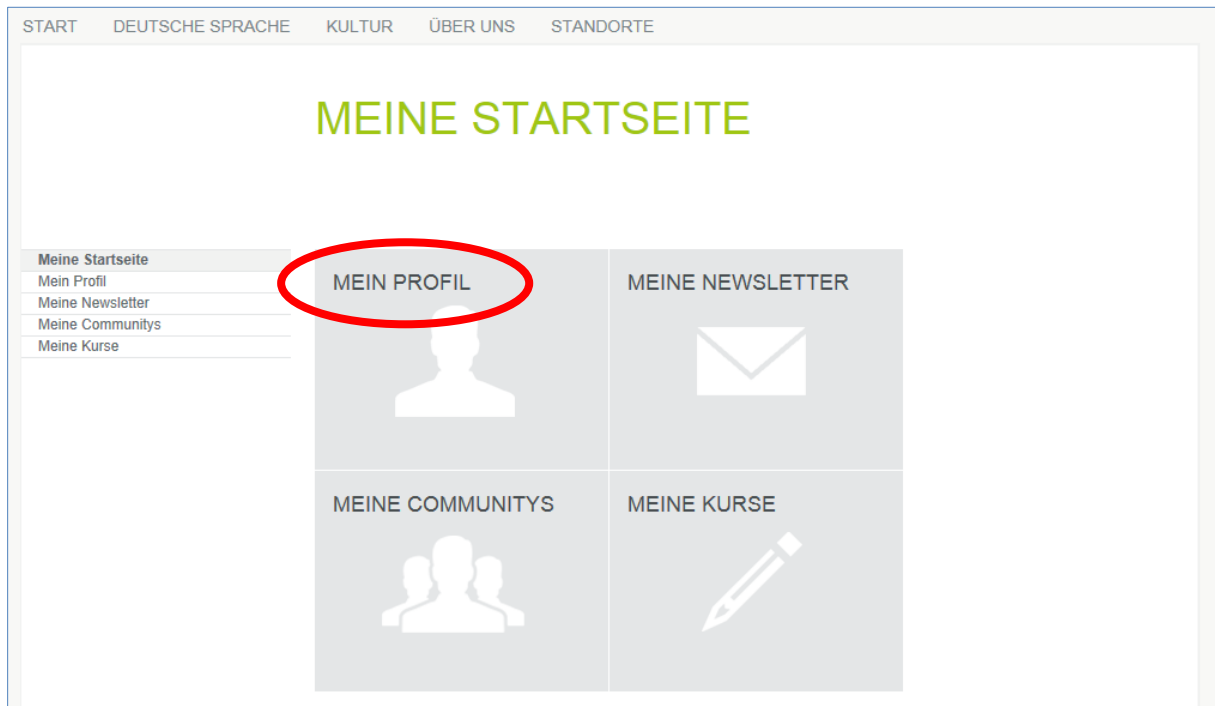 START DEUTSCHE SPRACHE KULTUR ÜBER UNS STANDORTE
MEINE STARTSEITE
Meine Startseite
Mein Profil
Meine Newsletter
Meine Communitys
Meine Kurse
MEIN PROFIL
MEINE NEWSLETTER
MEINE COMMUNITYS
MEINE KURSE